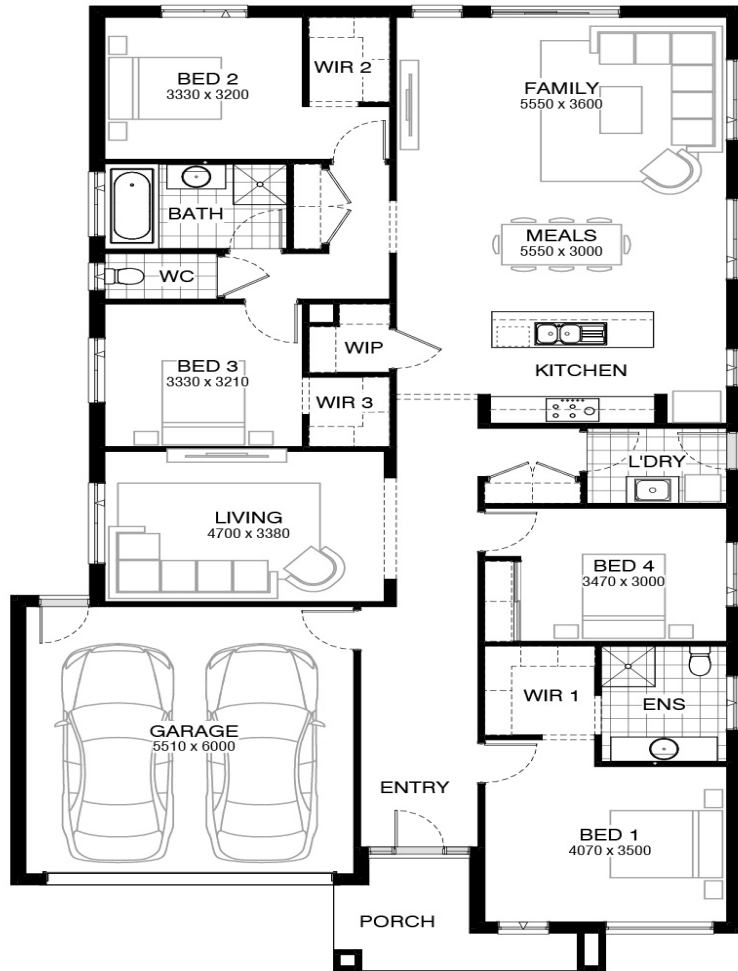 BED 2
3330 x 3200
WIR 2
FAMILY
5550 x 3600
BATH
MEALS
5550 x 3000
WC
WIP
KITCHEN
BED 3
3330 x 3210
WIR 3
L'DRY
LIVING
4700 x 3380
BED 4
3470 x 3000
WIR 1
ENS
GARAGE
5510 x 6000
ENTRY
BED 1
4070 x 3500
PORCH